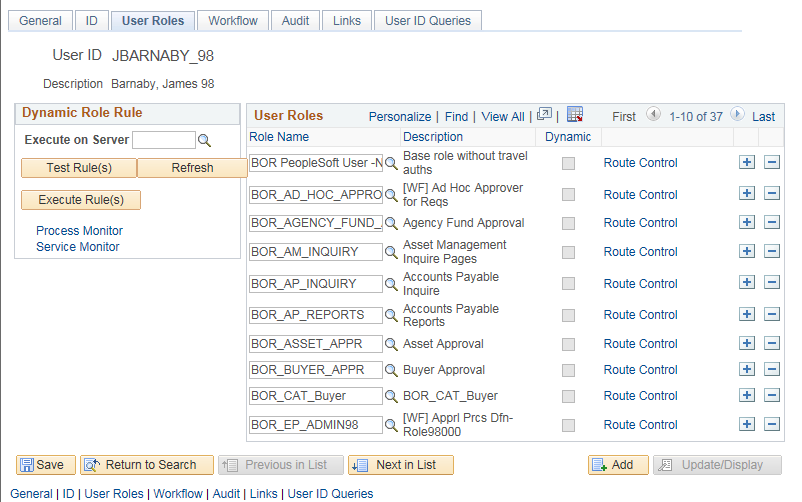 General ID User Roles Workflow Audit Links User ID Queries
User ID JBARNABY_98
Description Barnaby, James 98
Dynamic Role Rule
Execute on Server
Test Rule(s) Refresh
Execute Rule(s)
Process Monitor
Service Monitor
User Roles Personalize | Find | View All | | First 1-10 of 37 Last
Role Name Description Dynamic
BOR PeopleSoft User -N Base role without travel auths Route Control
BOR_AD_HOC_APPRO [WF] Ad Hoc Approver for Reqs Route Control
BOR_AGENCY_FUND_ Agency Fund Approval Route Control
BOR_AM_INQUIRY Asset Management Inquire Pages Route Control
BOR_AP_INQUIRY Accounts Payable Inquire Route Control
BOR_AP_REPORTS Accounts Payable Reports Route Control
BOR_ASSET_APPR Asset Approval Route Control
BOR_BUYER_APPR Buyer Approval Route Control
BOR_CAT_Buyer BOR_CAT_Buyer Route Control
BOR_EP_ADMIN98 [WF] Apprl Prcs Dfn-Role98000 Route Control
Save Return to Search Previous in List Next in List Add Update/Display
General | ID | User Roles | Workflow | Audit | Links | User ID Queries